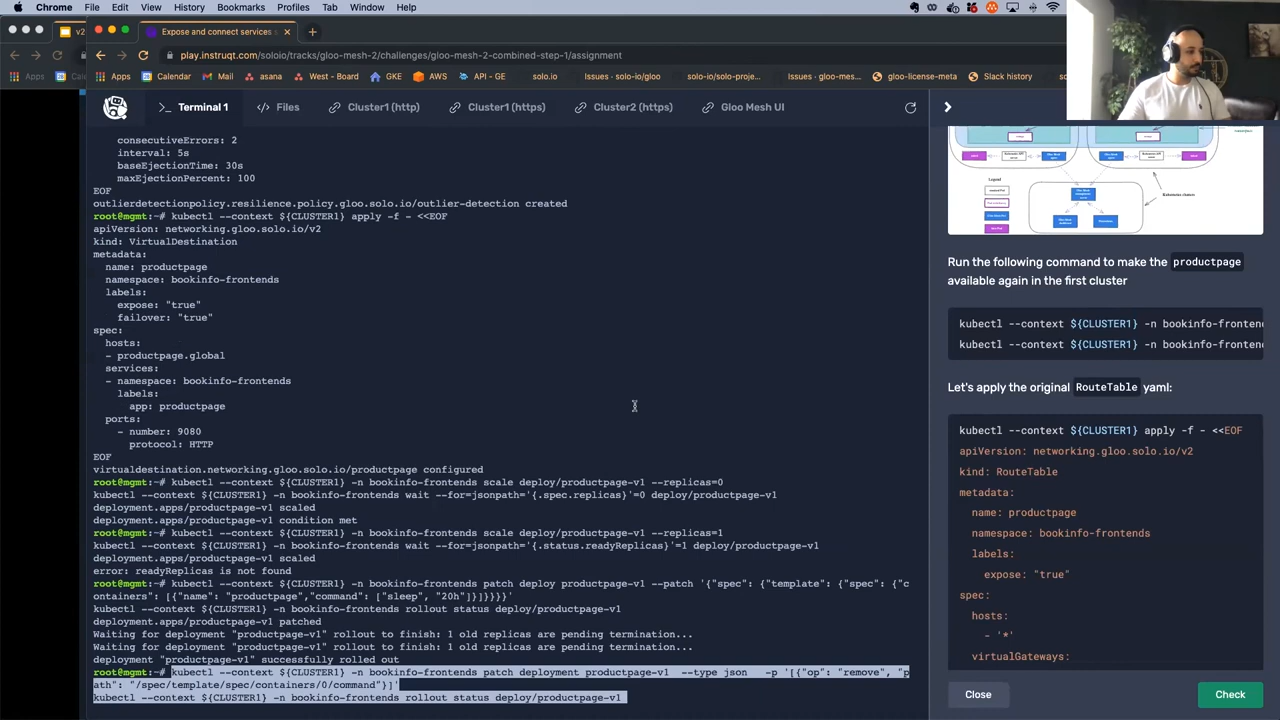 Chrome File Edit View History Bookmarks Profiles Tab Window Help
v2
Expose and connect services
play.instruqt.com/soloio/tracks/gloo-mesh-2/challenges/gloo-mesh-2-combined-step-1/assignment
Apps
Apps Calendar Mail asana West - Board GKE AWS API - GE solo.io Issues · solo-io/gloo solo-io/solo-proje... Issues · gloo-mes... gloo-license-meta Slack history
>_ Terminal 1 </> Files Cluster1 (http) Cluster1 (https) Cluster2 (https) Gloo Mesh UI
consecutiveErrors: 2
interval: 5s
baseEjectionTime: 30s
maxEjectionPercent: 100
EOF
outlierdetectionpolicy.resilience.policy.gloo.solo.io/outlier-detection created
root@mgmt:~# kubectl --context ${CLUSTER1} apply -f - <<EOF
apiVersion: networking.gloo.solo.io/v2
kind: VirtualDestination
metadata:
name: productpage
namespace: bookinfo-frontends
labels:
expose: "true"
failover: "true"
spec:
hosts:
- productpage.global
services:
- namespace: bookinfo-frontends
labels:
app: productpage
ports:
- number: 9080
protocol: HTTP
EOF
virtualdestination.networking.gloo.solo.io/productpage configured
root@mgmt:~# kubectl --context ${CLUSTER1} -n bookinfo-frontends scale deploy/productpage-v1 --replicas=0
kubectl --context ${CLUSTER1} -n bookinfo-frontends wait --for=jsonpath='{.spec.replicas}'=0 deploy/productpage-v1
deployment.apps/productpage-v1 scaled
deployment.apps/productpage-v1 condition met
root@mgmt:~# kubectl --context ${CLUSTER1} -n bookinfo-frontends scale deploy/productpage-v1 --replicas=1
kubectl --context ${CLUSTER1} -n bookinfo-frontends wait --for=jsonpath='{.status.readyReplicas}'=1 deploy/productpage-v1
deployment.apps/productpage-v1 scaled
error: readyReplicas is not found
root@mgmt:~# kubectl --context ${CLUSTER1} -n bookinfo-frontends patch deploy productpage-v1 --patch '{"spec": {"template": {"spec": {"c
ontainers": [{"name": "productpage","command": ["sleep", "20h"]}]}}}}'
kubectl --context ${CLUSTER1} -n bookinfo-frontends rollout status deploy/productpage-v1
deployment.apps/productpage-v1 patched
Waiting for deployment "productpage-v1" rollout to finish: 1 old replicas are pending termination...
Waiting for deployment "productpage-v1" rollout to finish: 1 old replicas are pending termination...
deployment "productpage-v1" successfully rolled out
root@mgmt:~# kubectl --context ${CLUSTER1} -n bookinfo-frontends patch deployment productpage-v1 --type json -p '[{"op": "remove", "p
ath": "/spec/template/spec/containers/0/command"}]'
kubectl --context ${CLUSTER1} -n bookinfo-frontends rollout status deploy/productpage-v1
Legend
Kubernetes clusters
Run the following command to make the productpage
available again in the first cluster
kubectl --context ${CLUSTER1} -n bookinfo-fronten
kubectl --context ${CLUSTER1} -n bookinfo-fronten
Let's apply the original RouteTable yaml:
kubectl --context ${CLUSTER1} apply -f - <<EOF
apiVersion: networking.gloo.solo.io/v2
kind: RouteTable
metadata:
name: productpage
namespace: bookinfo-frontends
labels:
expose: "true"
spec:
hosts:
- '*'
virtualGateways:
Close Check